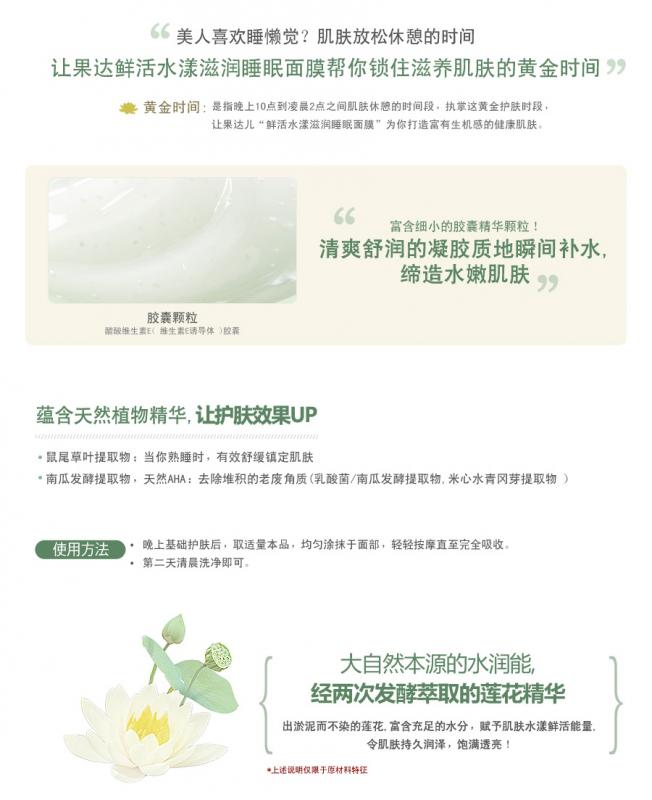 “美人喜欢睡懒觉？肌肤放松休憩的时间
让果达鲜活水漾滋润睡眠面膜帮你锁住滋养肌肤的黄金时间”
黄金时间：是指晚上10点到凌晨2点之间肌肤休憩的时间段，执掌这黄金护肤时段，
让果达儿“鲜活水漾滋润睡眠面膜”为你打造富有生机感的健康肌肤。
“富含细小的胶囊精华颗粒！
清爽舒润的凝胶质地瞬间补水,
缔造水嫩肌肤”
胶囊颗粒
醋酸维生素E( 维生素E诱导体 )胶囊
蕴含天然植物精华,让护肤效果UP
• 鼠尾草叶提取物：当你熟睡时，有效舒缓镇定肌肤
• 南瓜发酵提取物，天然AHA：去除堆积的老废角质(乳酸菌/南瓜发酵提取物,米心水青冈芽提取物 )
使用方法
• 晚上基础护肤后，取适量本品，均匀涂抹于面部，轻轻按摩直至完全吸收。
• 第二天清晨洗净即可。
大自然本源的水润能,
经两次发酵萃取的莲花精华
出淤泥而不染的莲花,富含充足的水分，赋予肌肤水漾鲜活能量,
令肌肤持久润泽，饱满透亮！
*上述说明仅限于原材料特征